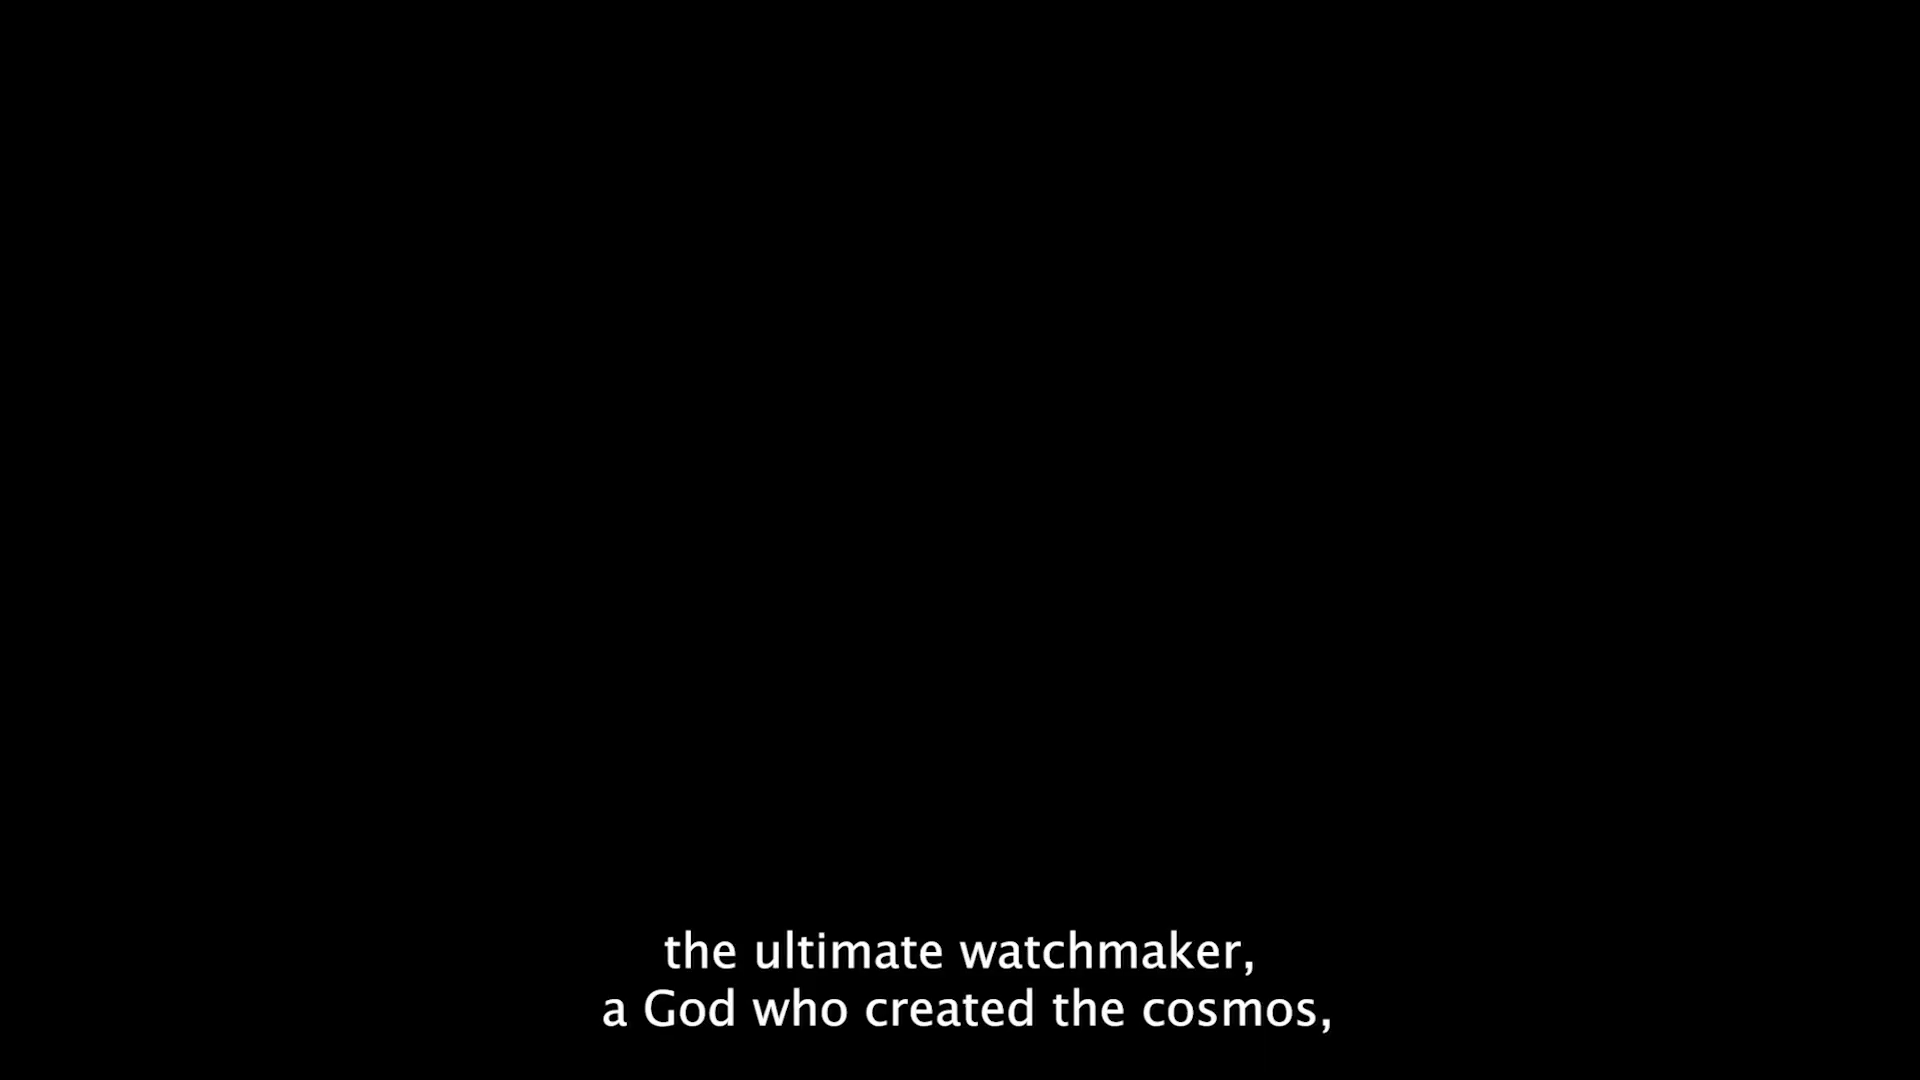 the ultimate watchmaker,
a God who created the cosmos,